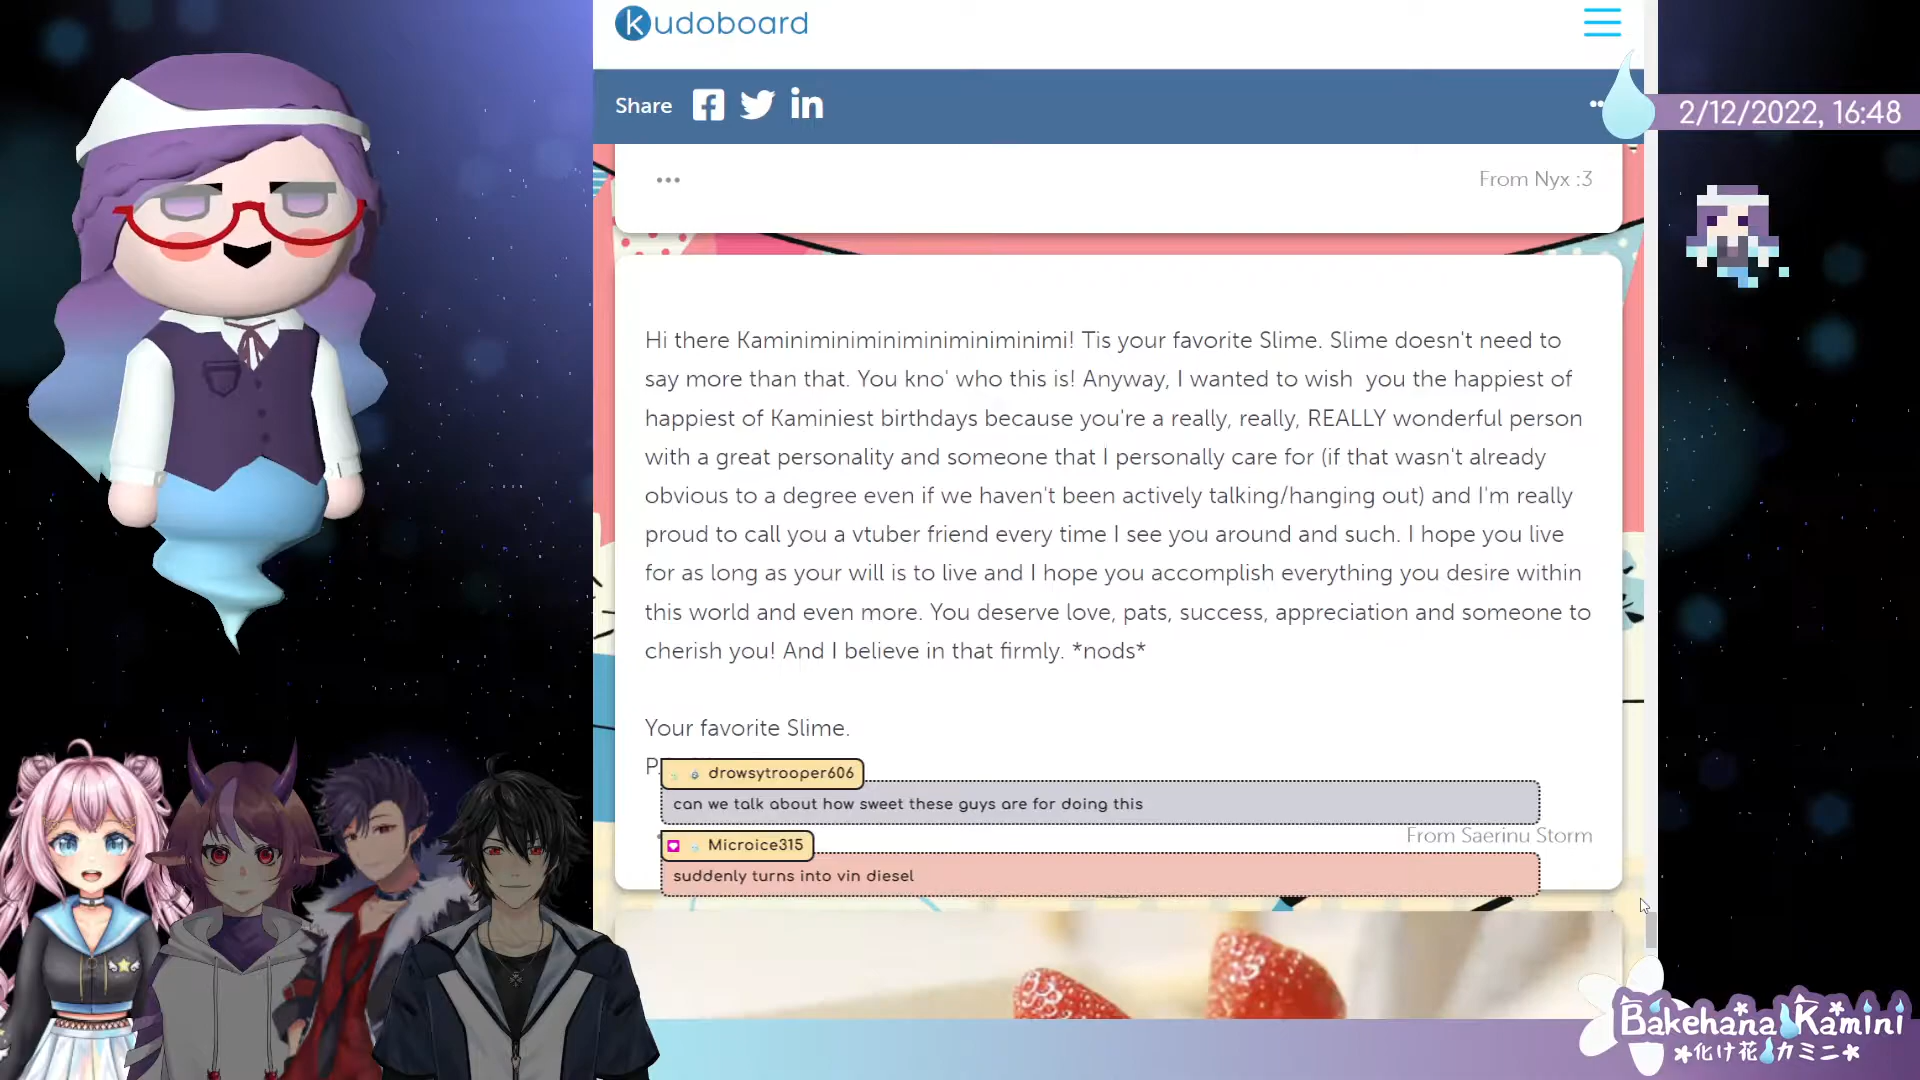 kudoboard
Share
2/12/2022, 16:48
From Nyx :3
Hi there Kaminiminiminiminiminiminimi! Tis your favorite Slime. Slime doesn't need to
say more than that. You kno' who this is! Anyway, I wanted to wish you the happiest of
happiest of Kaminiest birthdays because you're a really, really, REALLY wonderful person
with a great personality and someone that I personally care for (if that wasn't already
obvious to a degree even if we haven't been actively talking/hanging out) and I'm really
proud to call you a vtuber friend every time I see you around and such. I hope you live
for as long as your will is to live and I hope you accomplish everything you desire within
this world and even more. You deserve love, pats, success, appreciation and someone to
cherish you! And I believe in that firmly. *nods*
Your favorite Slime.
drowsytrooper606
can we talk about how sweet these guys are for doing this
From Saerinu Storm
Microice315
suddenly turns into vin diesel
Bakehana Kamini
化け花カミニ